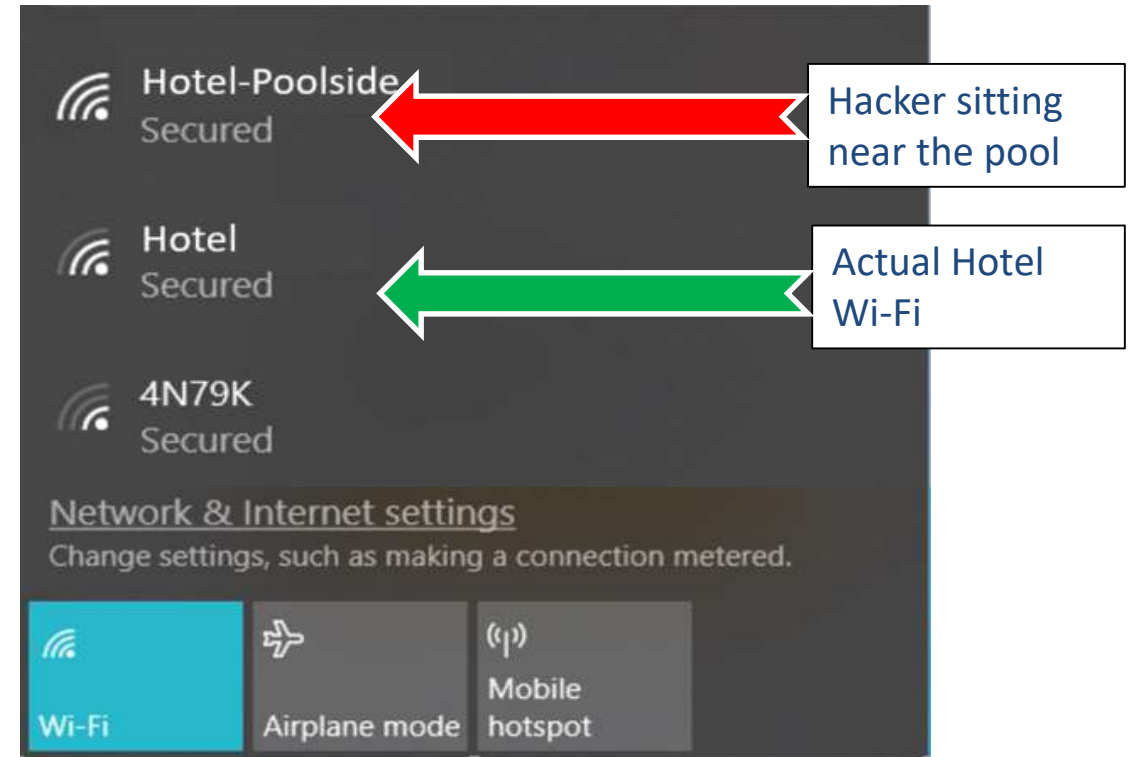 Hotel-Poolside
Secured
Hacker sitting
near the pool
Hotel
Secured
Actual Hotel
Wi-Fi
4N79K
Secured
Network & Internet settings
Change settings, such as making a connection metered.
Wi-Fi
Airplane mode
Mobile
hotspot